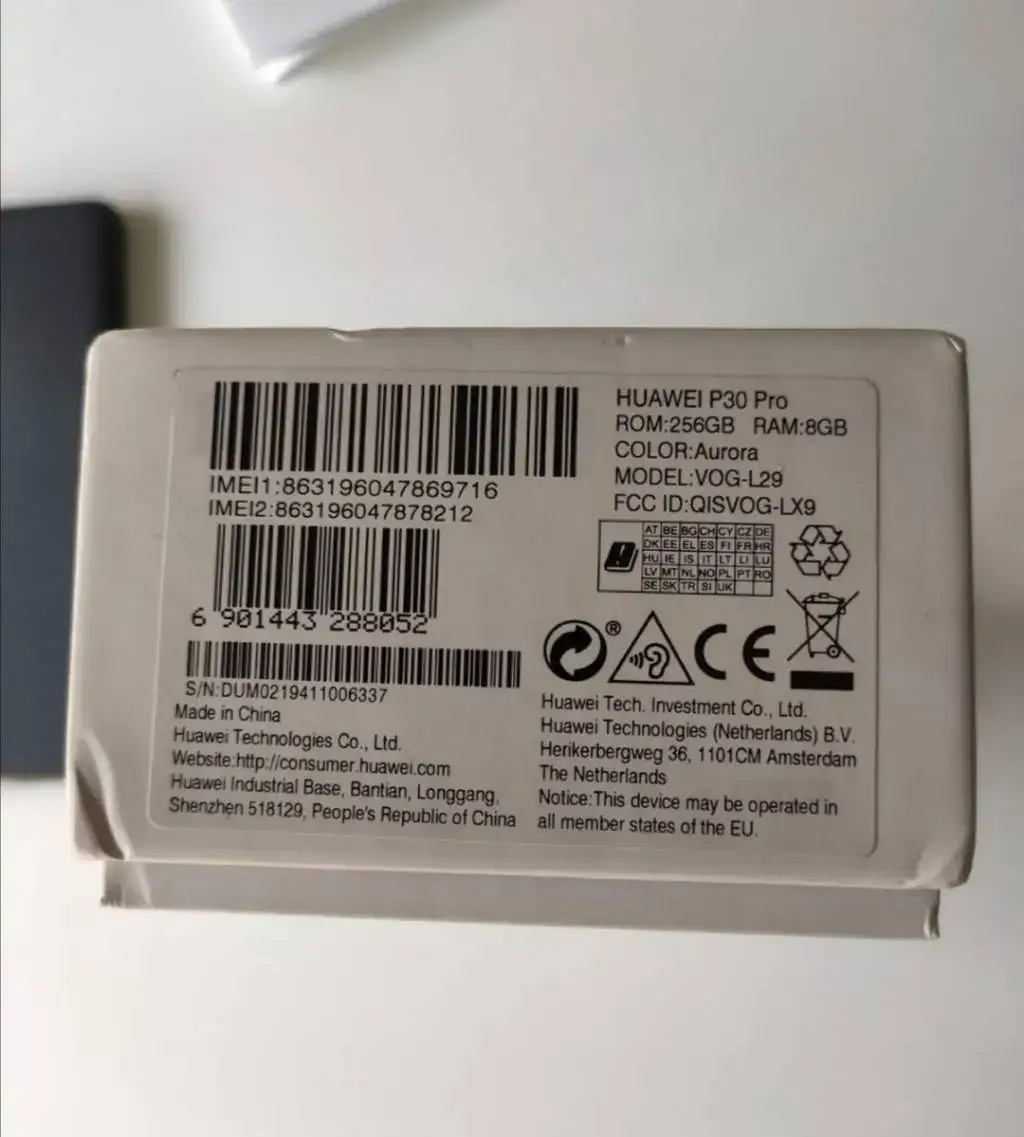 IMEI1:863196047869716
IMEI2:863196047878212
6 901443 288052
S/N:DUM0219411006337
Made in China
Huawei Technologies Co., Ltd.
Website:http://consumer.huawei.com
Huawei Industrial Base, Bantian, Longgang,
Shenzhen 518129, People's Republic of China
HUAWEI P30 Pro
ROM:256GB RAM:8GB
COLOR:Aurora
MODEL:VOG-L29
FCC ID:QISVOG-LX9
AT BE BG CH CY CZ DE
DK EE EL ES FI FR HR
HU IE IS IT LT LI LU
LV MT NL NO PL PT RO
SE SK TR SI UK
®
CE
Huawei Tech. Investment Co., Ltd.
Huawei Technologies (Netherlands) B.V.
Herikerbergweg 36, 1101CM Amsterdam
The Netherlands
Notice:This device may be operated in
all member states of the EU.